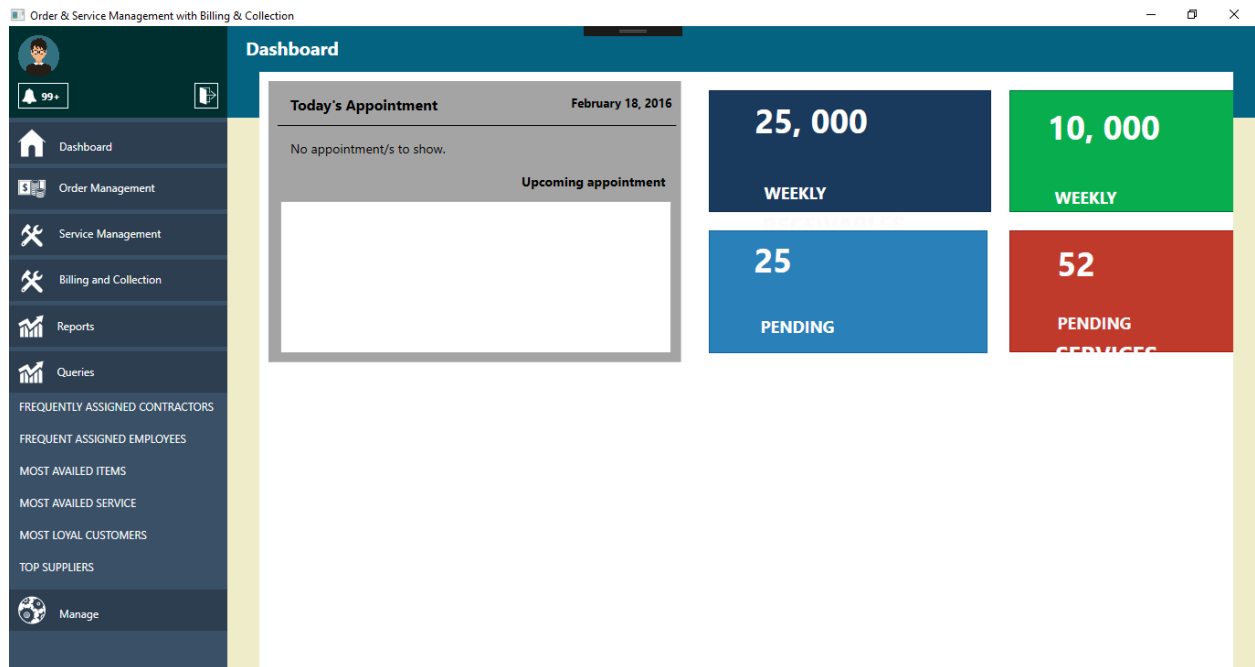 Order & Service Management with Billing & Collection
99+
Dashboard
Order Management
Service Management
Billing and Collection
Reports
Queries
FREQUENTLY ASSIGNED CONTRACTORS
FREQUENT ASSIGNED EMPLOYEES
MOST AVAILED ITEMS
MOST AVAILED SERVICE
MOST LOYAL CUSTOMERS
TOP SUPPLIERS
Manage
Dashboard
Today's Appointment February 18, 2016
No appointment/s to show.
Upcoming appointment
25, 000
WEEKLY
10, 000
WEEKLY
25
PENDING
52
PENDING
SERVICES